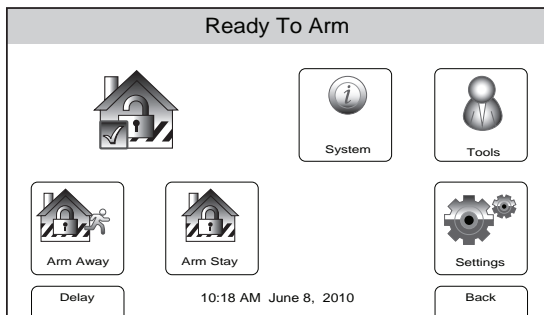 Ready To Arm
System
Tools
Arm Away
Arm Stay
Settings
Delay
10:18 AM June 8, 2010
Back